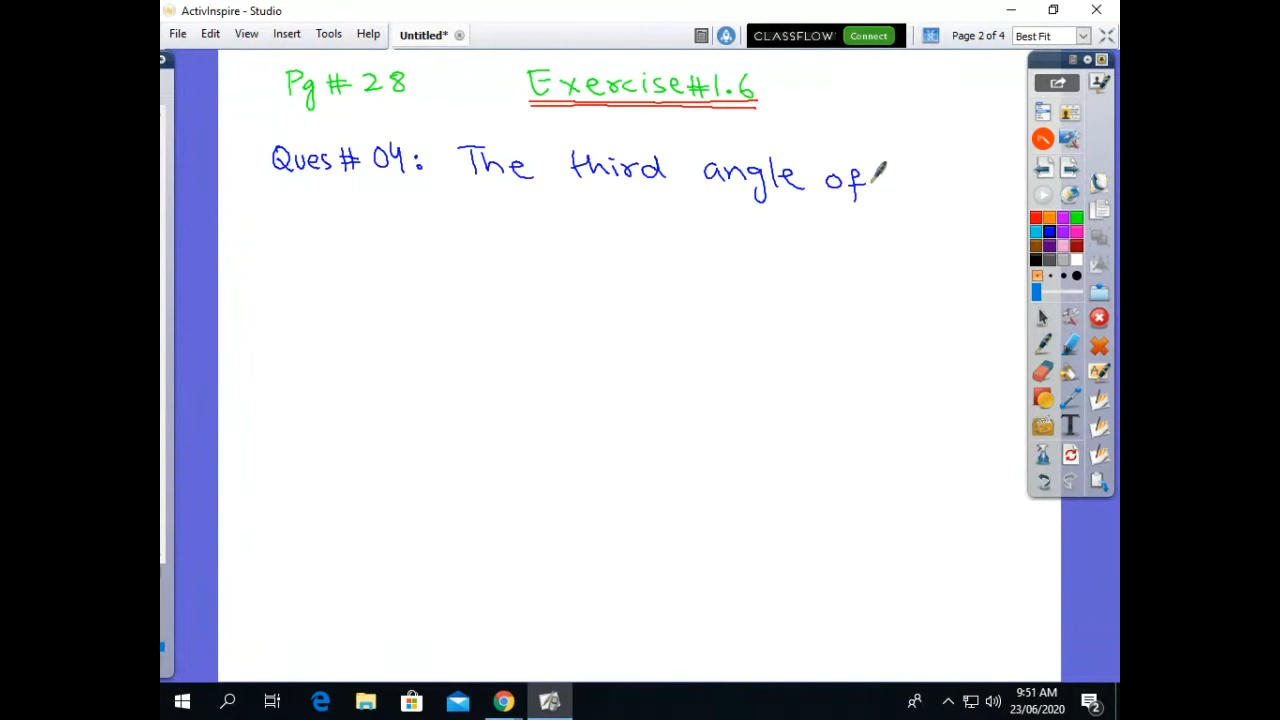 ActivInspire - Studio
File Edit View Insert Tools Help Untitled* CLASSFLOW Connect Page 2 of 4 Best Fit
Pg # 28 Exercise#1.6
Ques# 04: The third angle of
9:51 AM
23/06/2020
2